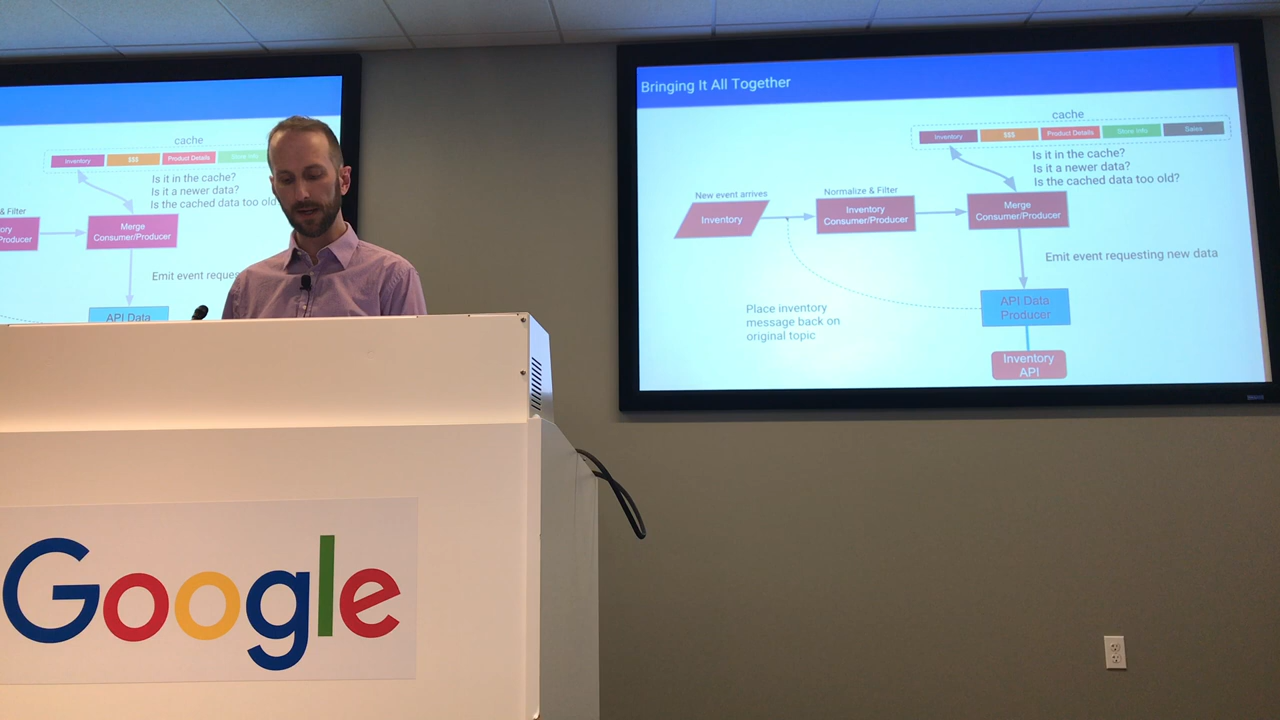 cache
Inventory
$$$
Product Details
Store Info
Is it in the cache?
Is it a newer data?
Is the cached data too old?
& Filter
ory
Producer
Merge
Consumer/Producer
Emit event reques
API Data
Google
Bringing It All Together
cache
Inventory
$$$
Product Details
Store Info
Sales
Is it in the cache?
Is it a newer data?
Is the cached data too old?
New event arrives
Normalize & Filter
Inventory
Inventory
Consumer/Producer
Merge
Consumer/Producer
Emit event requesting new data
Place inventory
message back on
original topic
API Data
Producer
Inventory
API